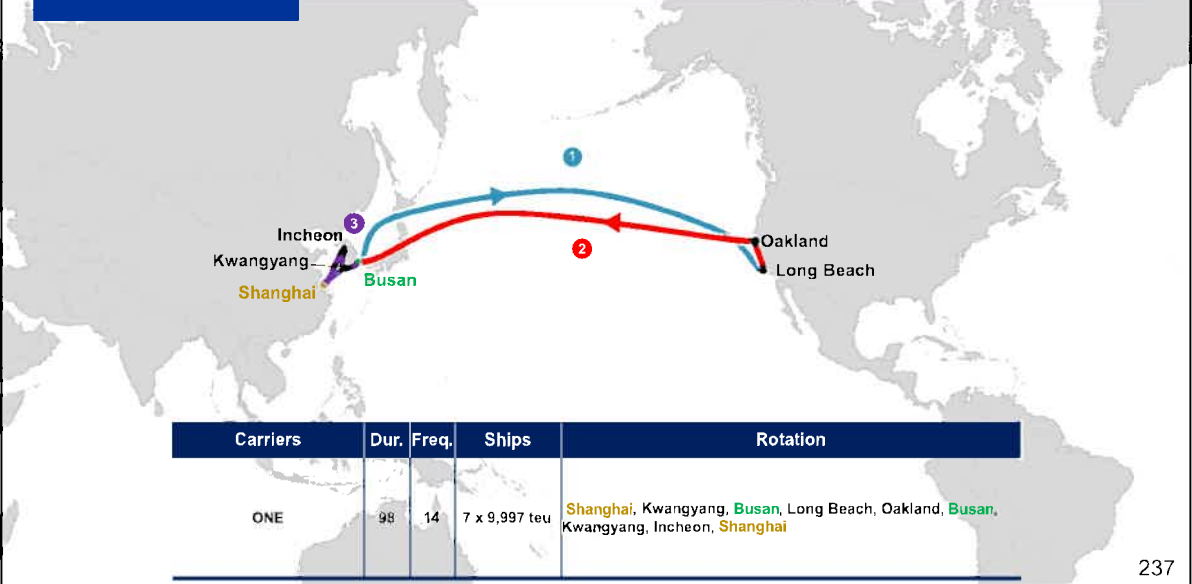 1
3
Incheon
2
Oakland
Kwangyang
Long Beach
Busan
Shanghai
Carriers Dur. Freq. Ships Rotation
ONE 98 14 7 x 9,997 teu Shanghai, Kwangyang, Busan, Long Beach, Oakland, Busan,
Kwangyang, Incheon, Shanghai
237